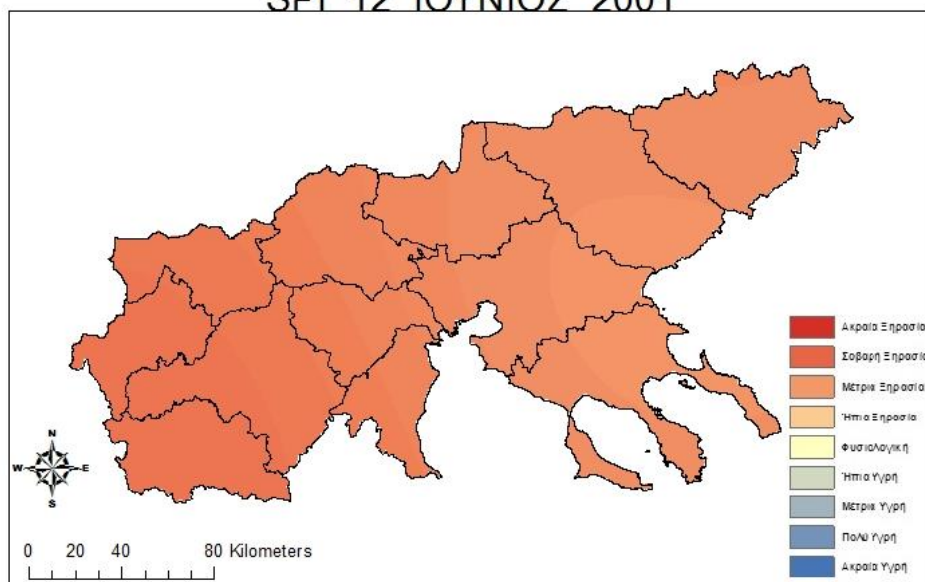 SPI 12 ΙΟΥΝΙΟΣ 2001
Ακραία Ξηρασία
Σοβαρή Ξηρασία
Μέτρια Ξηρασία
Ήπια Ξηρασία
Φυσιολογική
Ήπια Υγρή
Μέτρια Υγρή
Πολύ Υγρή
Ακραία Υγρή
N
W E
S
0 20 40 80 Kilometers